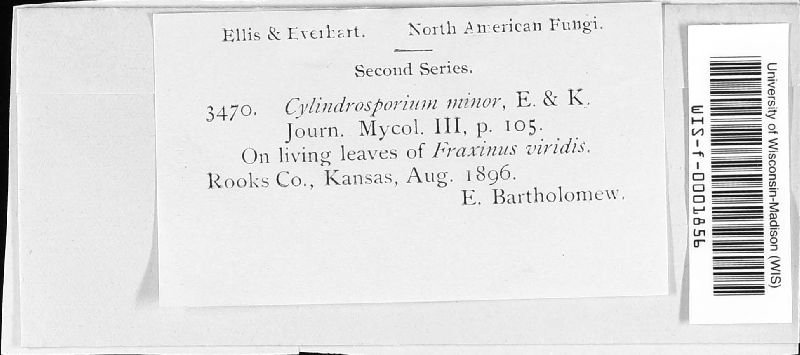 Ellis & Everhart. North American Fungi.
Second Series.
3470. Cylindrosporium minor, E. & K.
Journ. Mycol. III, p. 105.
On living leaves of Fraxinus viridis.
Rooks Co., Kansas, Aug. 1896.
E. Bartholomew.
University of Wisconsin-Madison (WIS)
WIS-f-0001856